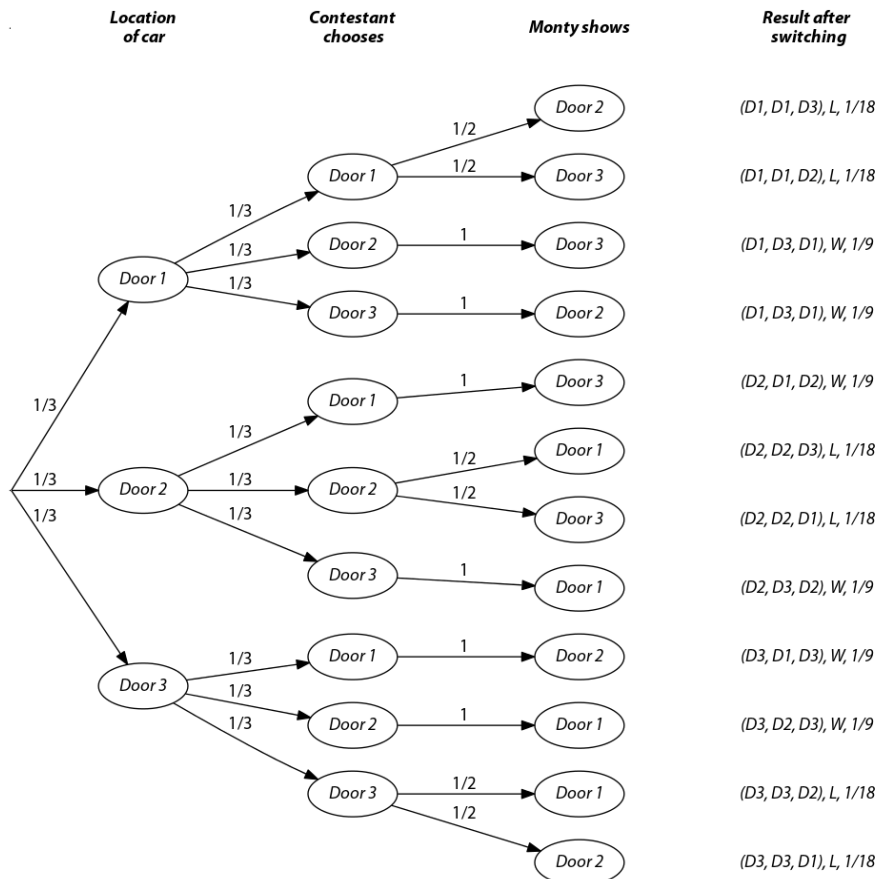 Location
of car
Contestant
chooses
Monty shows
Result after
switching
Door 2
(D1, D1, D3), L, 1/18
1/2
Door 1
1/2
Door 3
(D1, D1, D2), L, 1/18
1/3
Door 1
1/3
Door 2
1
Door 3
(D1, D3, D1), W, 1/9
1/3
Door 3
1
Door 2
(D1, D3, D1), W, 1/9
1/3
Door 1
1
Door 3
(D2, D1, D2), W, 1/9
1/3
1/3
Door 2
1/3
Door 2
1/2
Door 1
(D2, D2, D3), L, 1/18
1/2
Door 3
(D2, D2, D1), L, 1/18
1/3
Door 3
1
Door 1
(D2, D3, D2), W, 1/9
1/3
Door 3
1/3
Door 1
1
Door 2
(D3, D1, D3), W, 1/9
1/3
Door 2
1
Door 1
(D3, D2, D3), W, 1/9
1/3
Door 3
1/2
Door 1
(D3, D3, D2), L, 1/18
1/2
Door 2
(D3, D3, D1), L, 1/18